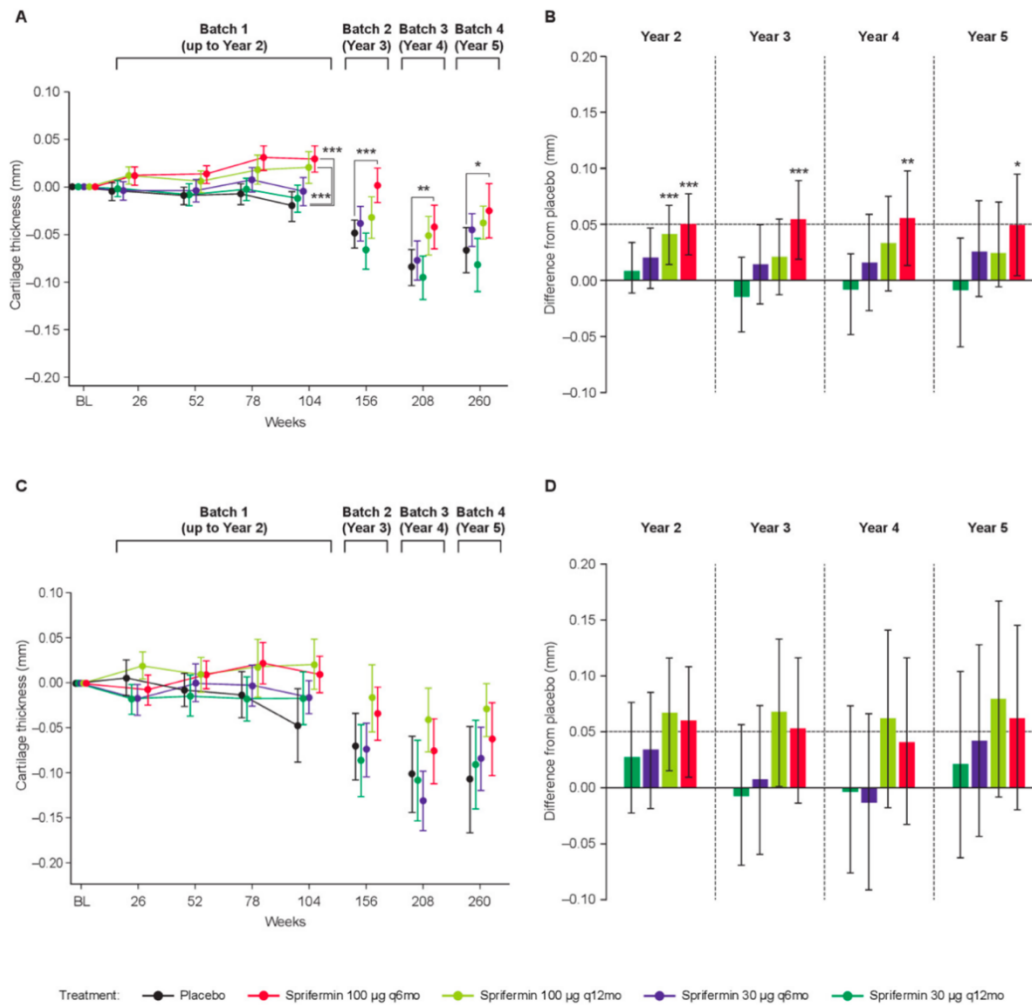 A
Batch 1
(up to Year 2)
Batch 2
(Year 3)
Batch 3
(Year 4)
Batch 4
(Year 5)
Cartilage thickness (mm)
0.10
0.05
0.00
–0.05
–0.10
–0.15
–0.20
***
***
***
**
*
BL 26 52 78 104 156 208 260
Weeks
B
Year 2 Year 3 Year 4 Year 5
Difference from placebo (mm)
0.20
0.15
0.10
0.05
0.00
–0.05
–0.10
*** *** *** ** *
C
Batch 1
(up to Year 2)
Batch 2
(Year 3)
Batch 3
(Year 4)
Batch 4
(Year 5)
Cartilage thickness (mm)
0.10
0.05
0.00
–0.05
–0.10
–0.15
–0.20
BL 26 52 78 104 156 208 260
Weeks
D
Year 2 Year 3 Year 4 Year 5
Difference from placebo (mm)
0.20
0.15
0.10
0.05
0.00
–0.05
–0.10
Treatment: Placebo Sprifermin 100 µg q6mo Sprifermin 100 µg q12mo Sprifermin 30 µg q6mo Sprifermin 30 µg q12mo